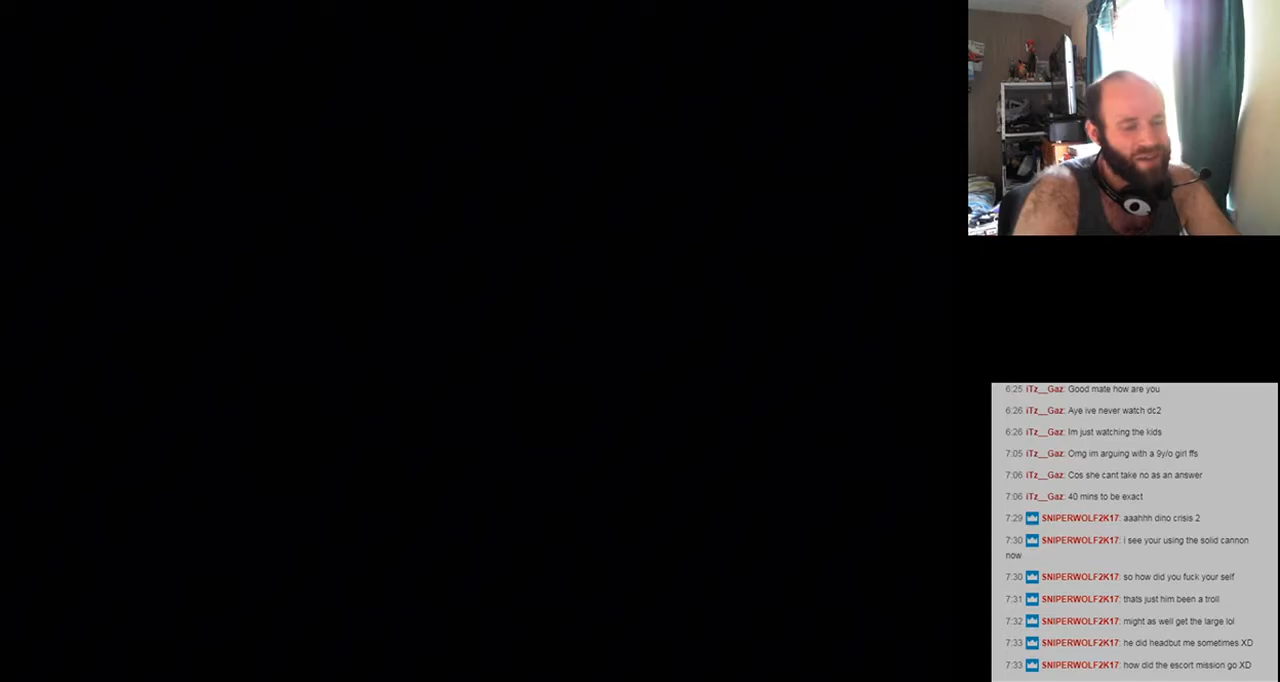 6:25 iTz__Gaz: Good mate how are you
6:26 iTz__Gaz: Aye ive never watch dc2
6:26 iTz__Gaz: Im just watching the kids
7:05 iTz__Gaz: Omg im arguing with a 9y/o girl ffs
7:06 iTz__Gaz: Cos she cant take no as an answer
7:06 iTz__Gaz: 40 mins to be exact
7:29 SNIPERWOLF2K17: aaahhh dino crisis 2
7:30 SNIPERWOLF2K17: i see your using the solid cannon
now
7:30 SNIPERWOLF2K17: so how did you fuck your self
7:31 SNIPERWOLF2K17: thats just him been a troll
7:32 SNIPERWOLF2K17: might as well get the large lol
7:33 SNIPERWOLF2K17: he did headbut me sometimes XD
7:33 SNIPERWOLF2K17: how did the escort mission go XD